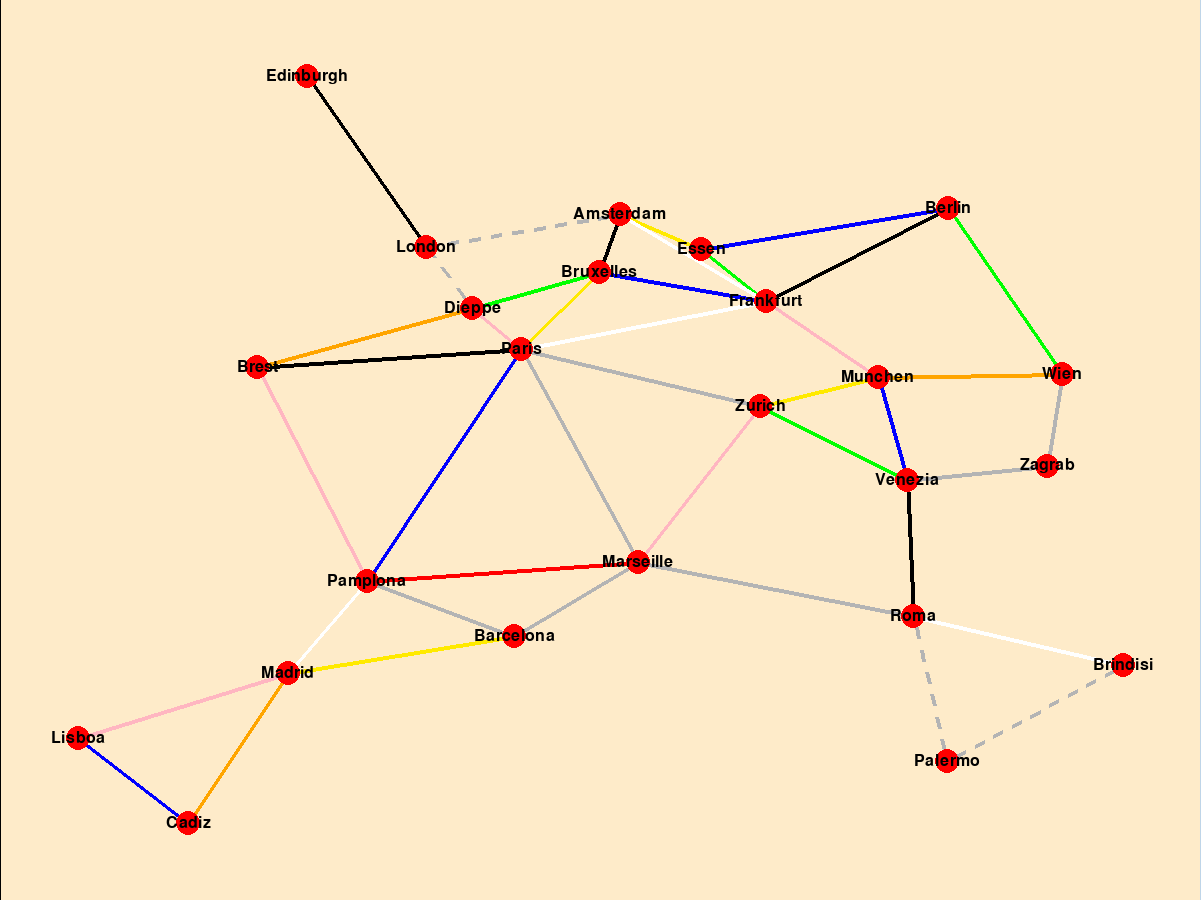 Edinburgh
Berlin
Amsterdam
London
Essen
Bruxelles
Frankfurt
Dieppe
Paris
Brest
Munchen
Wien
Zurich
Zagrab
Venezia
Marseille
Pamplona
Roma
Barcelona
Brindisi
Madrid
Lisboa
Palermo
Cadiz